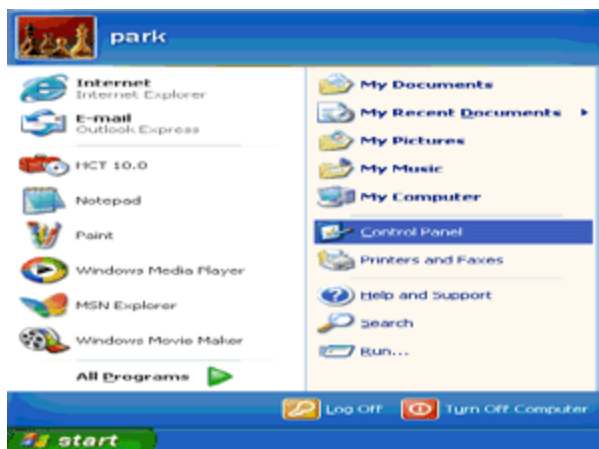 park
Internet
Internet Explorer
E-mail
Outlook Express
HCT 10.0
Notepad
Paint
Windows Media Player
MSN Explorer
Windows Movie Maker
All Programs
My Documents
My Recent Documents
My Pictures
My Music
My Computer
Control Panel
Printers and Faxes
Help and Support
Search
Run...
Log Off
Turn Off Computer
start